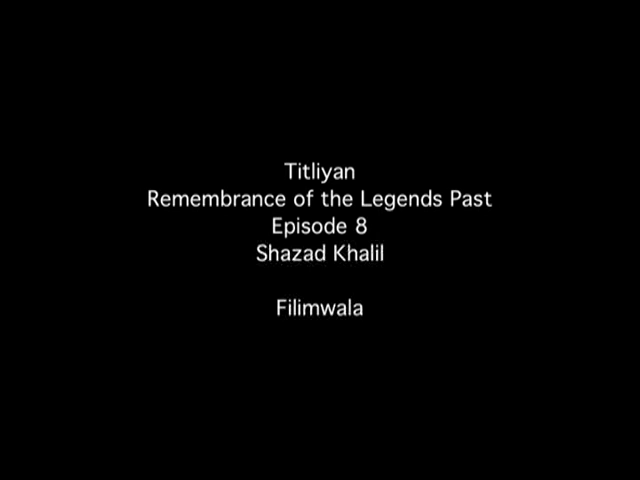 Titliyan
Remembrance of the Legends Past
Episode 8
Shazad Khalil
Filimwala